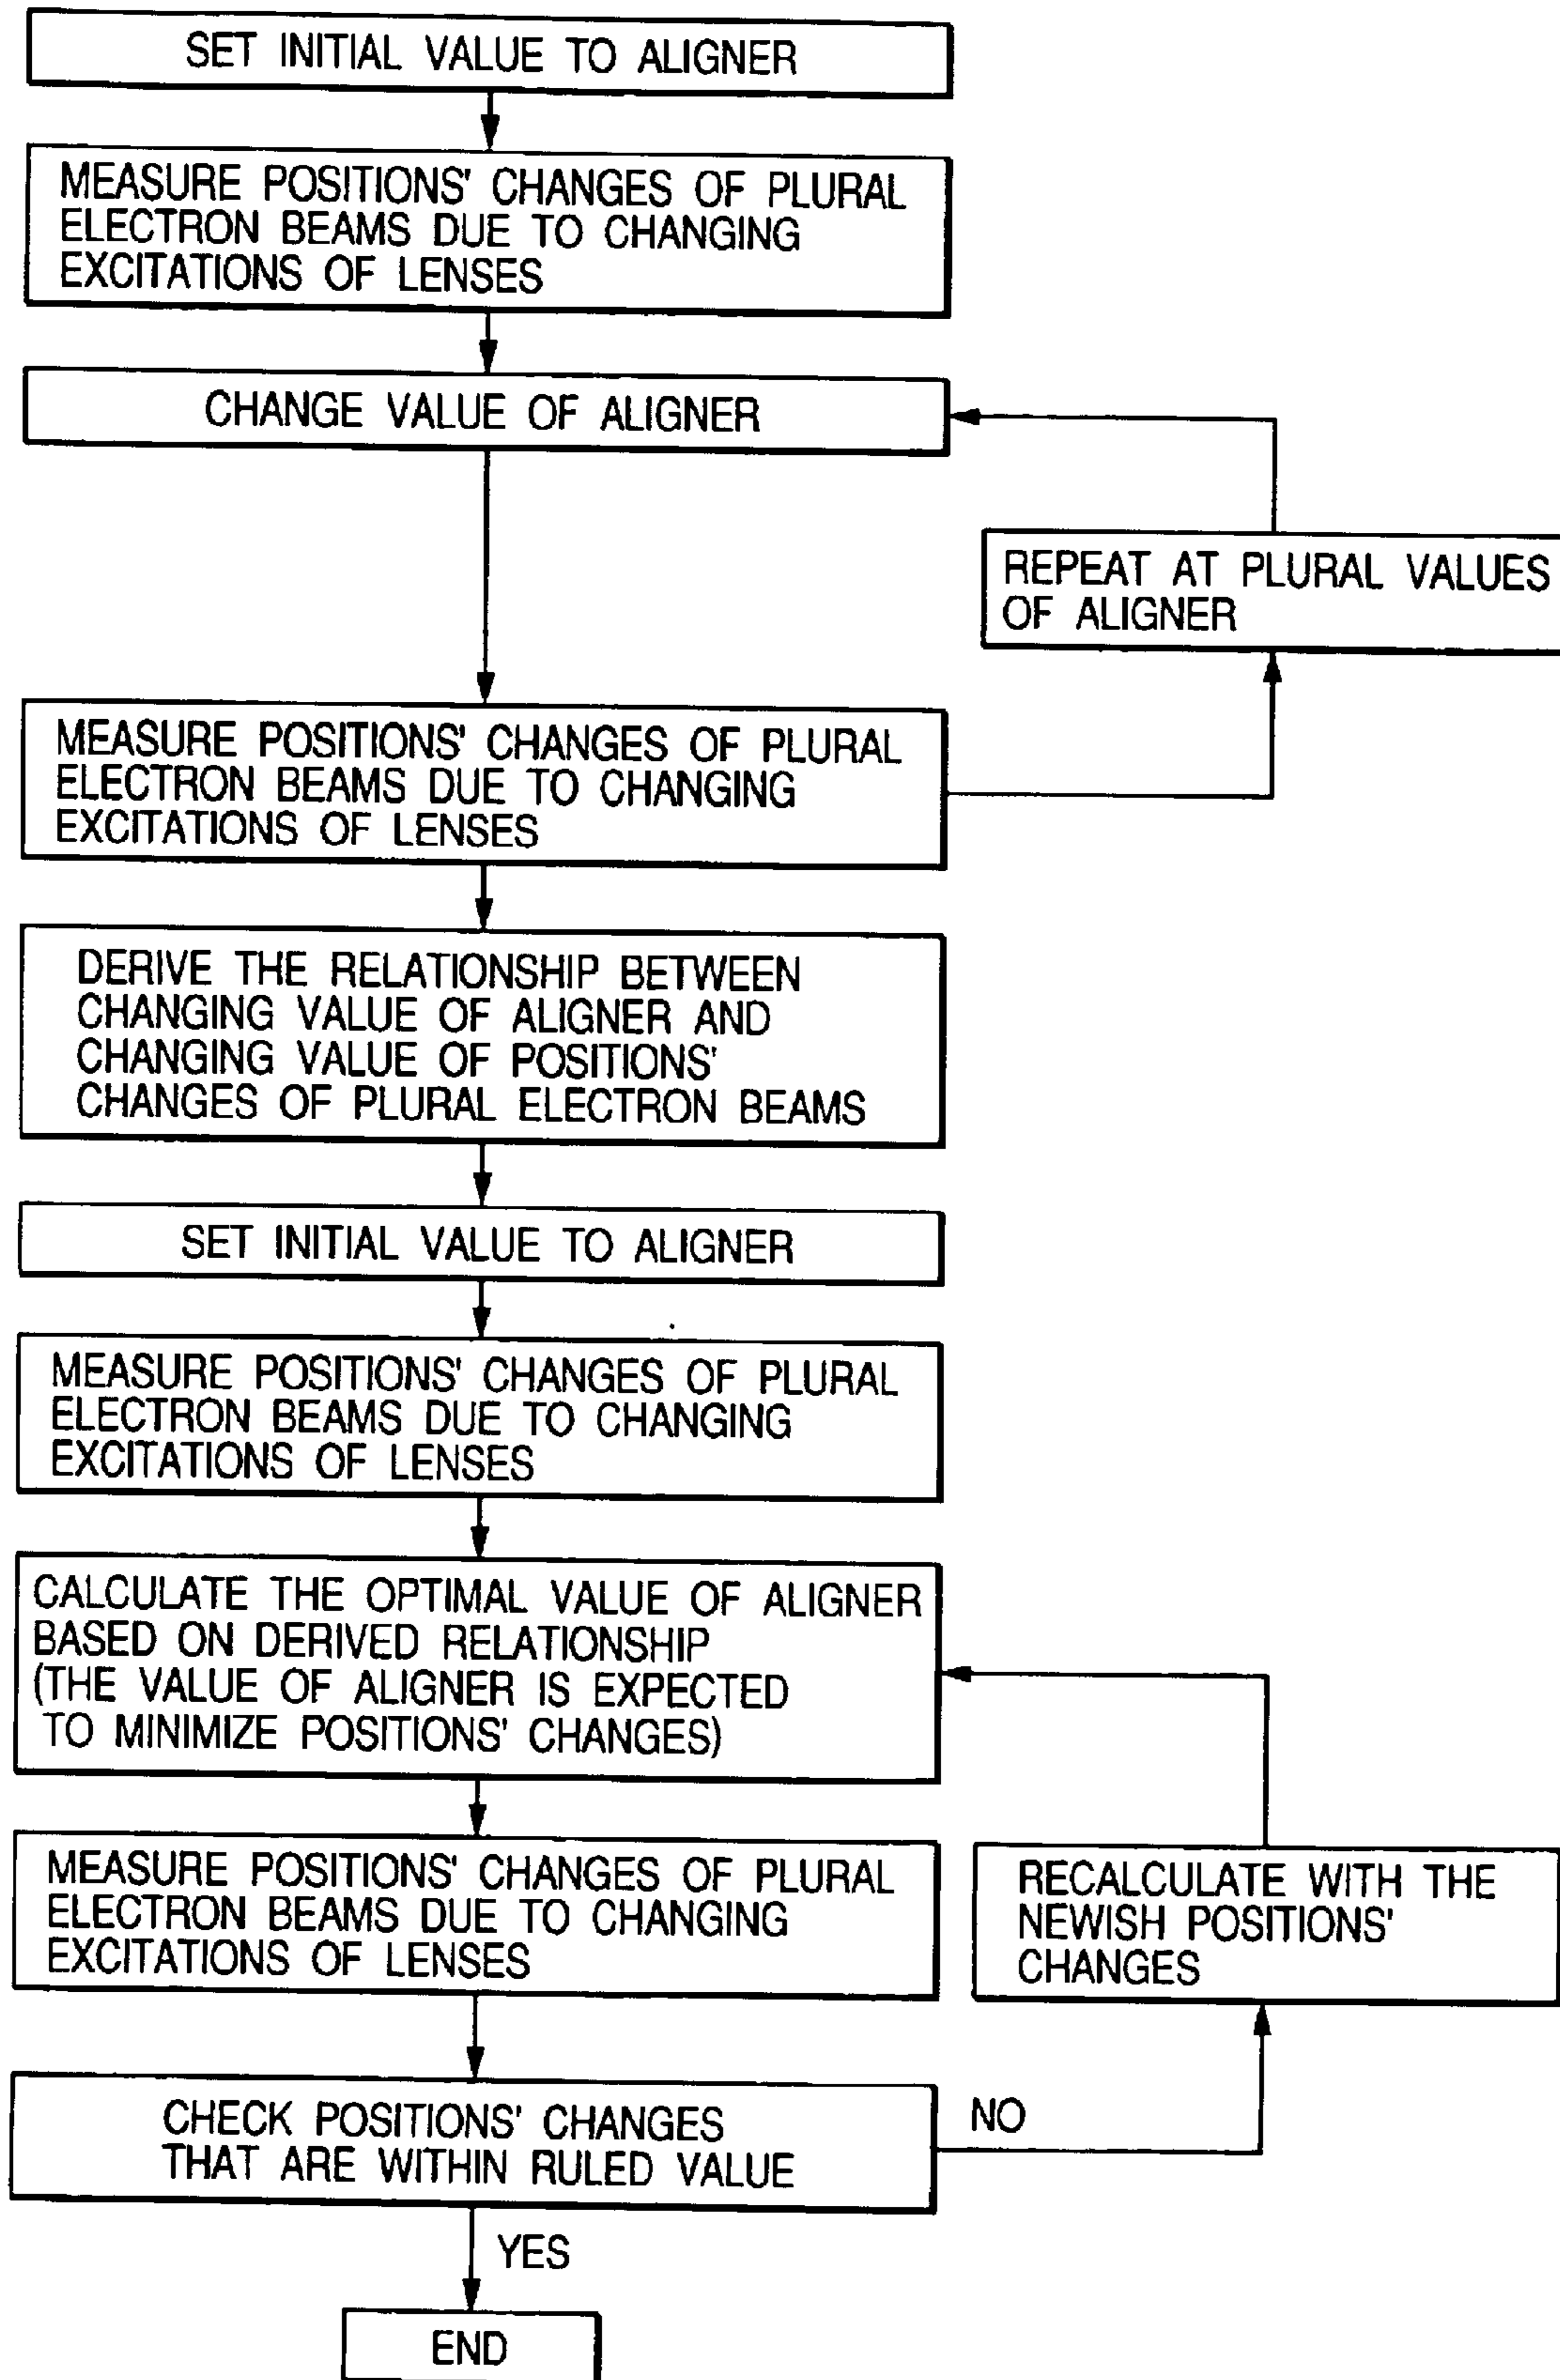 SET INITIAL VALUE TO ALIGNER
MEASURE POSITIONS' CHANGES OF PLURAL
ELECTRON BEAMS DUE TO CHANGING
EXCITATIONS OF LENSES
CHANGE VALUE OF ALIGNER
REPEAT AT PLURAL VALUES
OF ALIGNER
MEASURE POSITIONS' CHANGES OF PLURAL
ELECTRON BEAMS DUE TO CHANGING
EXCITATIONS OF LENSES
DERIVE THE RELATIONSHIP BETWEEN
CHANGING VALUE OF ALIGNER AND
CHANGING VALUE OF POSITIONS'
CHANGES OF PLURAL ELECTRON BEAMS
SET INITIAL VALUE TO ALIGNER
MEASURE POSITIONS' CHANGES OF PLURAL
ELECTRON BEAMS DUE TO CHANGING
EXCITATIONS OF LENSES
CALCULATE THE OPTIMAL VALUE OF ALIGNER
BASED ON DERIVED RELATIONSHIP
(THE VALUE OF ALIGNER IS EXPECTED
TO MINIMIZE POSITIONS' CHANGES)
MEASURE POSITIONS' CHANGES OF PLURAL
ELECTRON BEAMS DUE TO CHANGING
EXCITATIONS OF LENSES
RECALCULATE WITH THE
NEWISH POSITIONS'
CHANGES
CHECK POSITIONS' CHANGES
THAT ARE WITHIN RULED VALUE
NO
YES
END